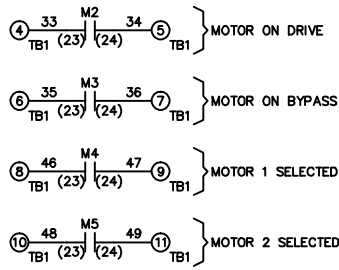 M2
4 33 34 5 MOTOR ON DRIVE
TB1 (23) (24) TB1
M3
6 35 36 7 MOTOR ON BYPASS
TB1 (23) (24) TB1
M4
8 46 47 9 MOTOR 1 SELECTED
TB1 (23) (24) TB1
M5
10 48 49 11 MOTOR 2 SELECTED
TB1 (23) (24) TB1